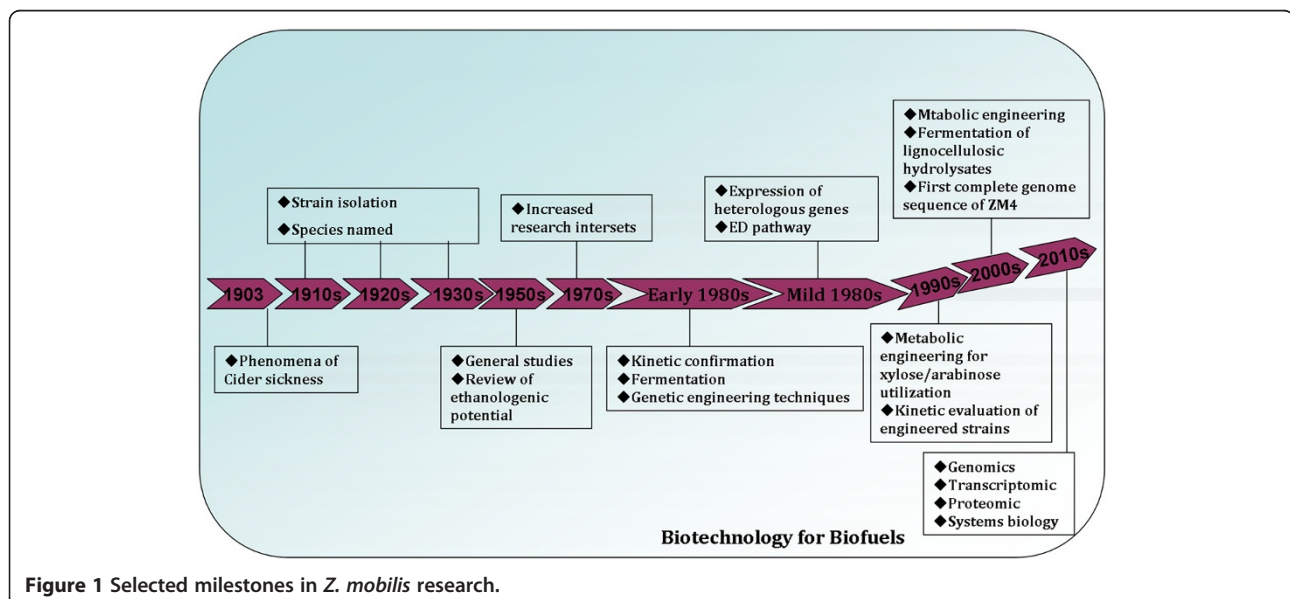 ◆Mtabolic engineering
◆Fermentation of
lignocellulosic
hydrolysates
◆First complete genome
sequence of ZM4
◆Strain isolation
◆Species named
◆Increased
research intersets
◆Expression of
heterologous genes
◆ED pathway
1903
1910s
1920s
1930s
1950s
1970s
Early 1980s
Mild 1980s
1990s
2000s
2010s
◆Phenomena of
Cider sickness
◆General studies
◆Review of
ethanologenic
potential
◆Kinetic confirmation
◆Fermentation
◆Genetic engineering techniques
◆Metabolic
engineering for
xylose/arabinose
utilization
◆Kinetic evaluation of
engineered strains
◆Genomics
◆Transcriptomic
◆Proteomic
◆Systems biology
Biotechnology for Biofuels
Figure 1 Selected milestones in Z. mobilis research.